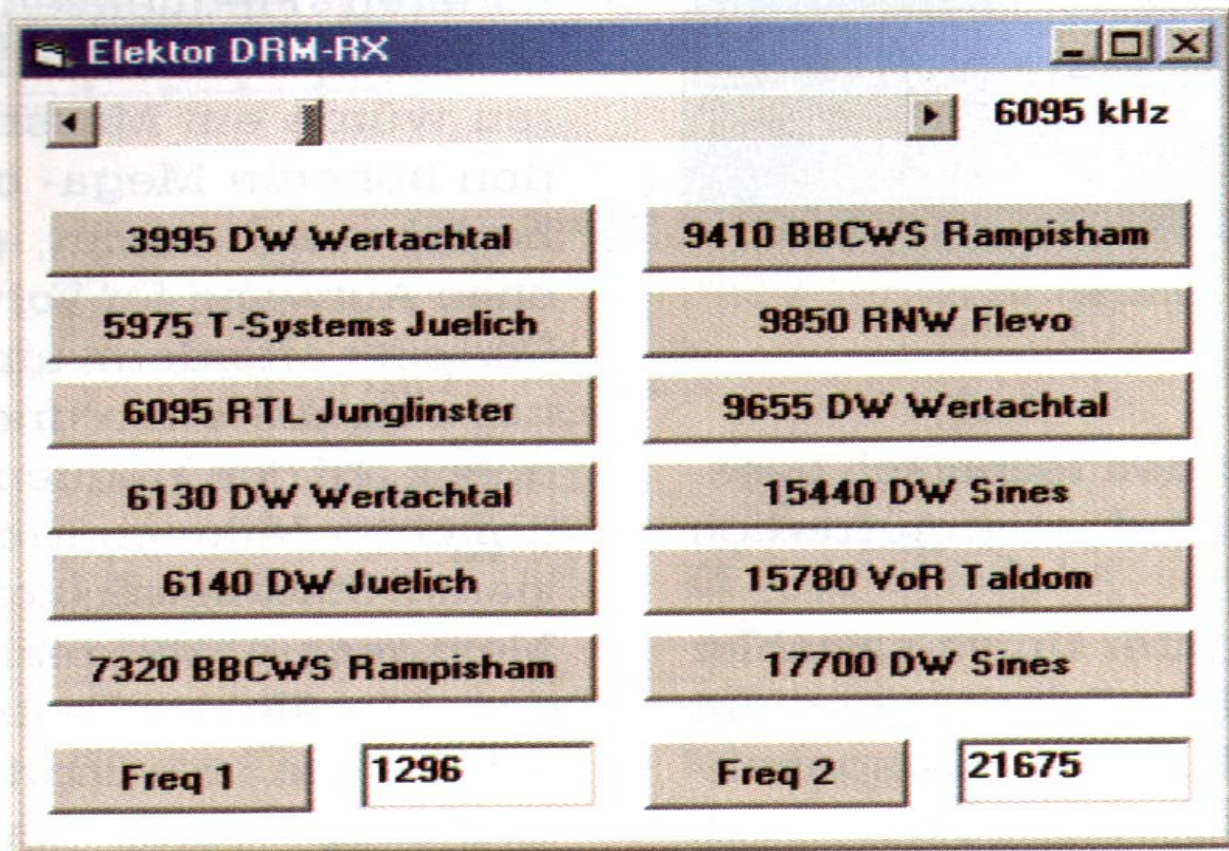 Elektor DRM-RX
6095 kHz
3995 DW Wertachtal
9410 BBCWS Rampisham
5975 T-Systems Juelich
9850 RNW Flevo
6095 RTL Junglinster
9655 DW Wertachtal
6130 DW Wertachtal
15440 DW Sines
6140 DW Juelich
15780 VoR Taldom
7320 BBCWS Rampisham
17700 DW Sines
Freq 1
1296
Freq 2
21675